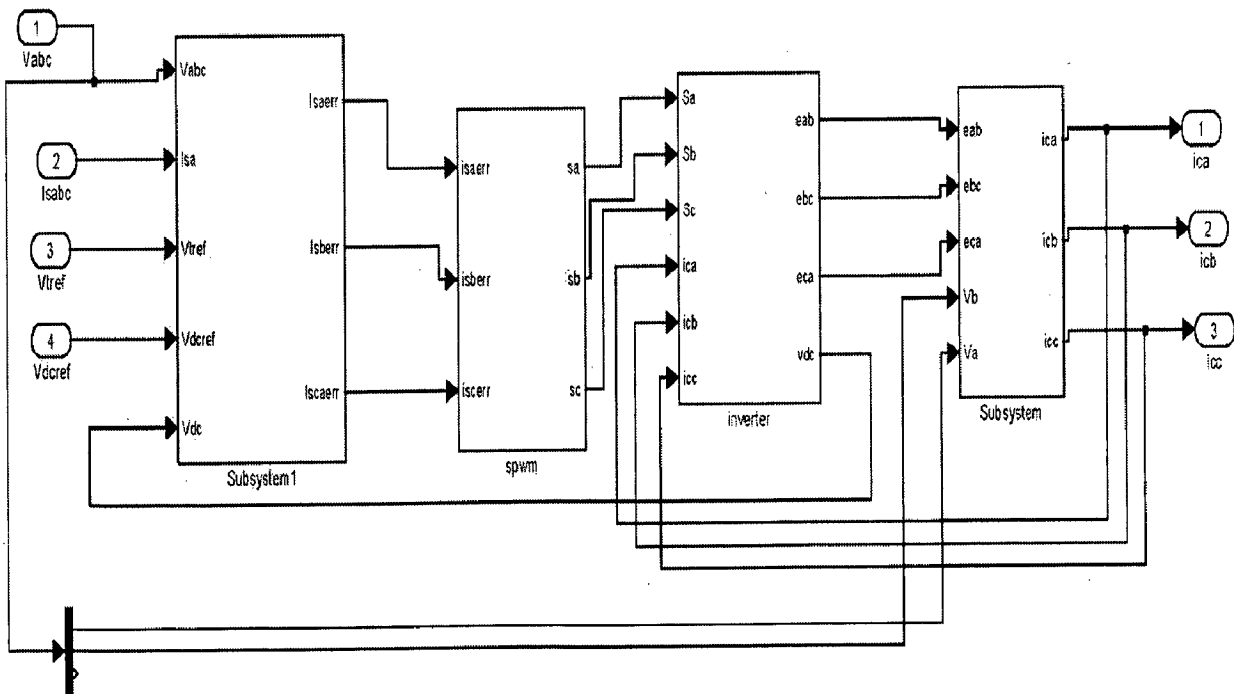 1
Vabc
2
Isabc
3
Vtref
4
Vdcref
Vabc
Isa
Vtref
Vdcref
Vdc
Isaerr
Isberr
Iscaerr
Subsystem1
isaerr
isberr
iscerr
sa
sb
sc
spwm
Sa
Sb
Sc
ica
icb
icc
eab
ebc
eca
vdc
inverter
eab
ebc
eca
Vb
Va
ica
icb
icc
Subsystem
1
ica
2
icb
3
icc